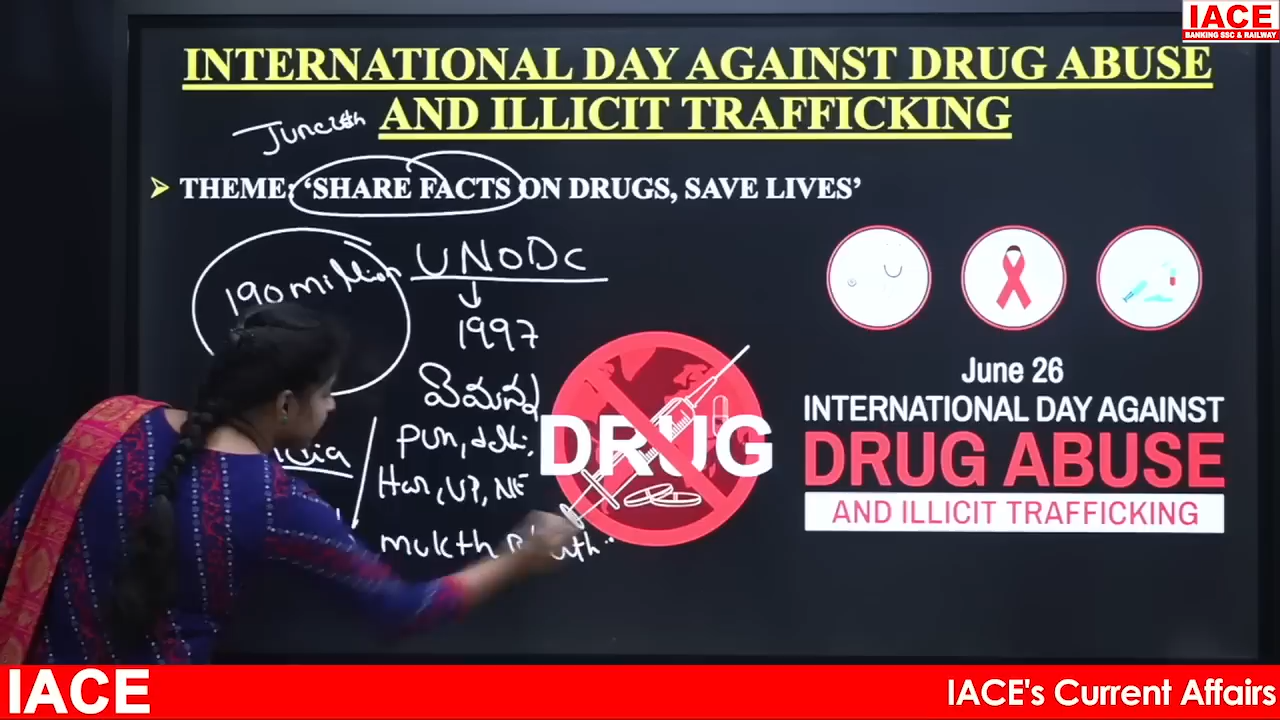 IACE
BANKING SSC & RAILWAY
INTERNATIONAL DAY AGAINST DRUG ABUSE
AND ILLICIT TRAFFICKING
THEME: ‘SHARE FACTS ON DRUGS, SAVE LIVES’
190 million
UNODC
1997
Pun, delhi,
Har, UP, NE
mukth
DRUG
June 26
INTERNATIONAL DAY AGAINST
DRUG ABUSE
AND ILLICIT TRAFFICKING
IACE
IACE's Current Affairs